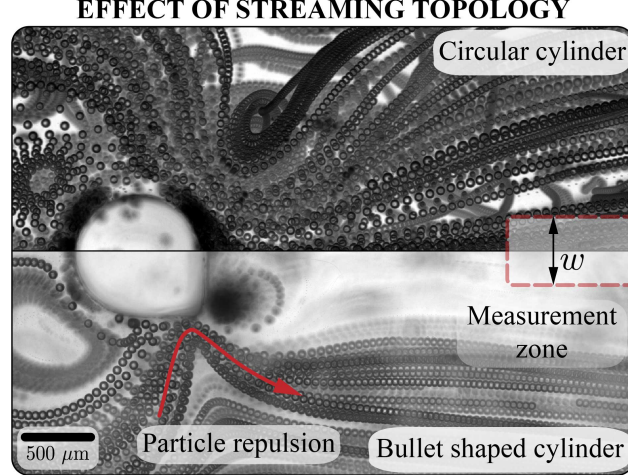 EFFECT OF STREAMING TOPOLOGY
Circular cylinder
w
Measurement
zone
Particle repulsion
Bullet shaped cylinder
500 μm